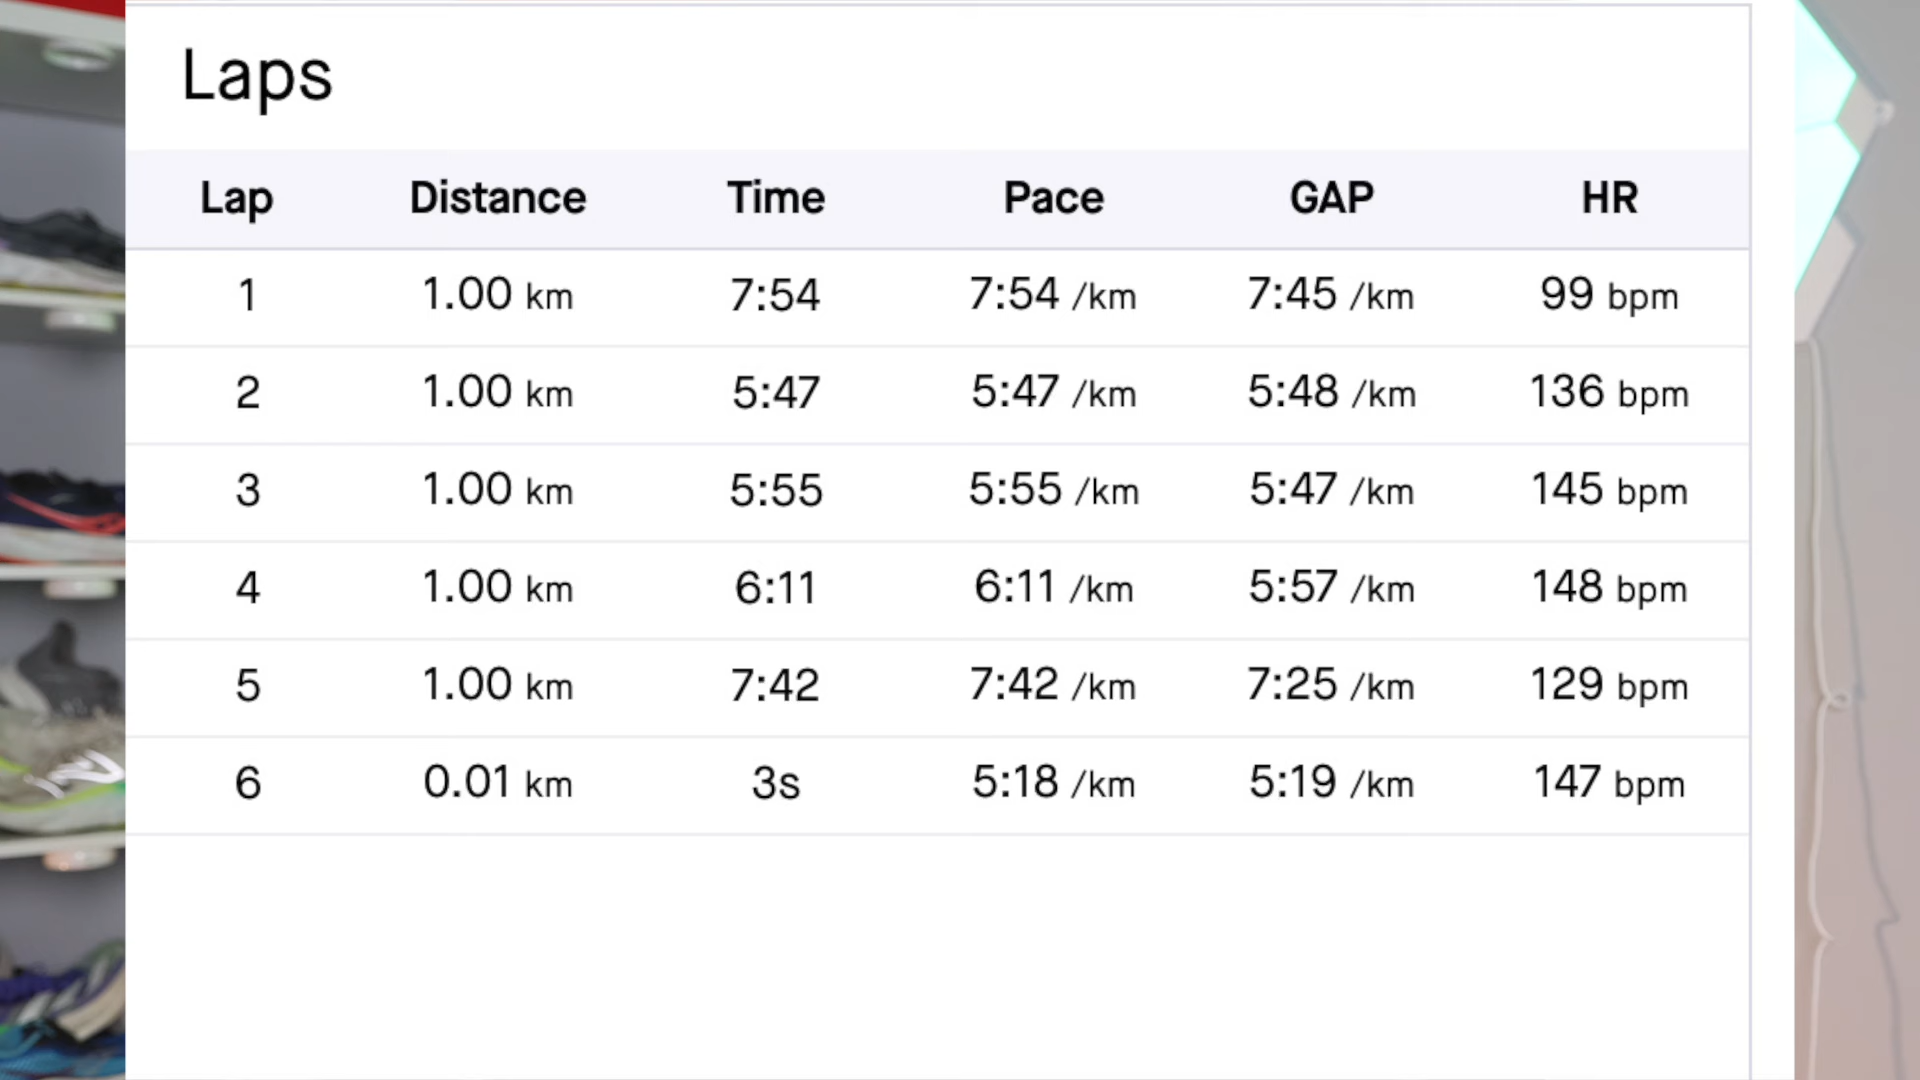 Laps
Lap Distance Time Pace GAP HR
1 1.00 km 7:54 7:54 /km 7:45 /km 99 bpm
2 1.00 km 5:47 5:47 /km 5:48 /km 136 bpm
3 1.00 km 5:55 5:55 /km 5:47 /km 145 bpm
4 1.00 km 6:11 6:11 /km 5:57 /km 148 bpm
5 1.00 km 7:42 7:42 /km 7:25 /km 129 bpm
6 0.01 km 3s 5:18 /km 5:19 /km 147 bpm